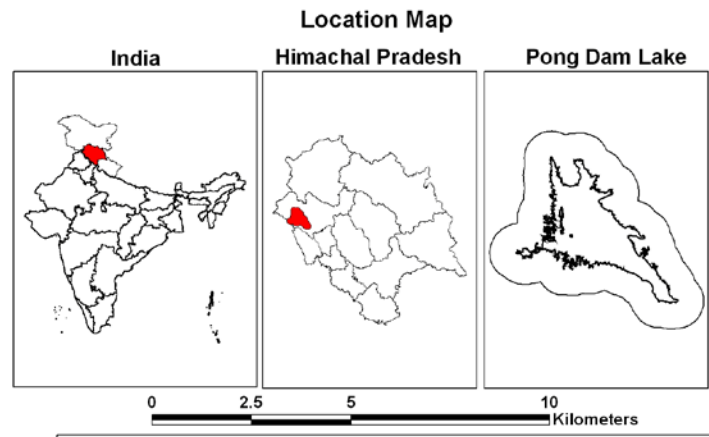 Location Map
India
Himachal Pradesh
Pong Dam Lake
0 2.5 5 10
Kilometers